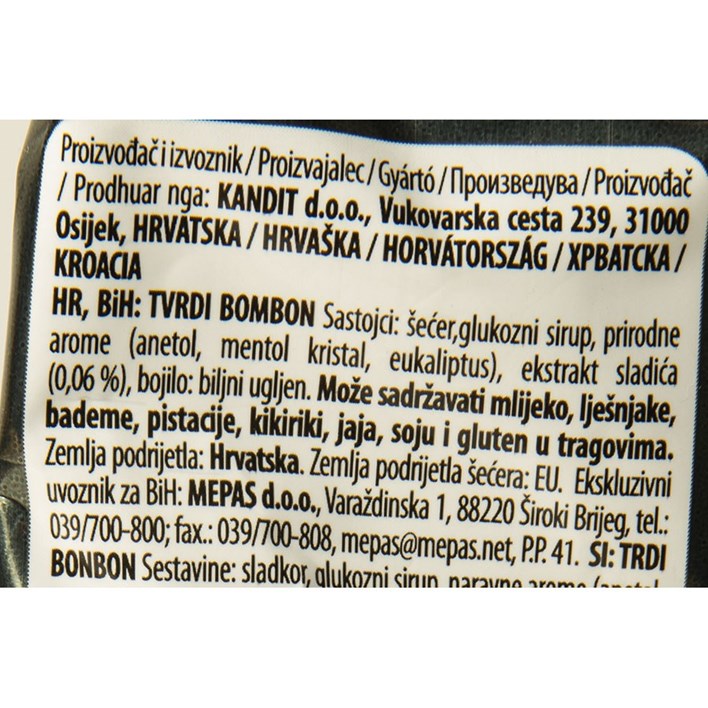 Proizvođač i izvoznik / Proizvajalec / Gyártó / Произведува / Proizvođač
/ Prodhuar nga: KANDIT d.o.o., Vukovarska cesta 239, 31000
Osijek, HRVATSKA / HRVAŠKA / HORVÁTORSZÁG / ХРВАТСКА /
KROACIA
HR, BiH: TVRDI BOMBON Sastojci: šećer,glukozni sirup, prirodne
arome (anetol, mentol kristal, eukaliptus), ekstrakt sladića
(0,06 %), bojilo: biljni ugljen. Može sadržavati mlijeko, lješnjake,
bademe, pistacije, kikiriki, jaja, soju i gluten u tragovima.
Zemlja podrijetla: Hrvatska. Zemlja podrijetla šećera: EU. Ekskluzivni
uvoznik za BiH: MEPAS d.o.o., Varaždinska 1, 88220 Široki Brijeg, tel.:
039/700-800; fax.: 039/700-808, mepas@mepas.net, P.P. 41. SI: TRDI
BONBON Sestavine: sladkor, glukozni sirup, naravne arome (anetol,